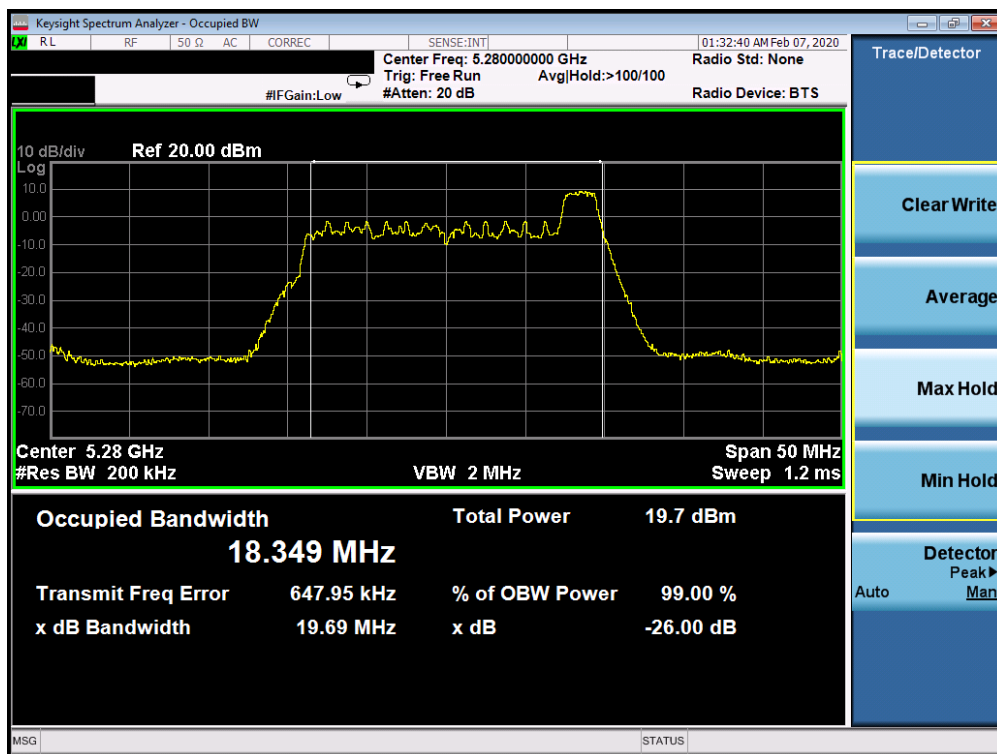 Keysight Spectrum Analyzer - Occupied BW
LXI RL RF 50 Ω AC CORREC SENSE:INT 01:32:40 AM Feb 07, 2020
Center Freq: 5.280000000 GHz Radio Std: None
Trig: Free Run Avg|Hold:>100/100
#IFGain:Low #Atten: 20 dB Radio Device: BTS
10 dB/div Ref 20.00 dBm
Log
10.0
0.00
-10.0
-20.0
-30.0
-40.0
-50.0
-60.0
-70.0
Center 5.28 GHz Span 50 MHz
#Res BW 200 kHz VBW 2 MHz Sweep 1.2 ms
Occupied Bandwidth Total Power 19.7 dBm
18.349 MHz
Transmit Freq Error 647.95 kHz % of OBW Power 99.00 %
x dB Bandwidth 19.69 MHz x dB -26.00 dB
MSG STATUS
Trace/Detector
Clear Write
Average
Max Hold
Min Hold
Detector
Peak▶
Auto Man